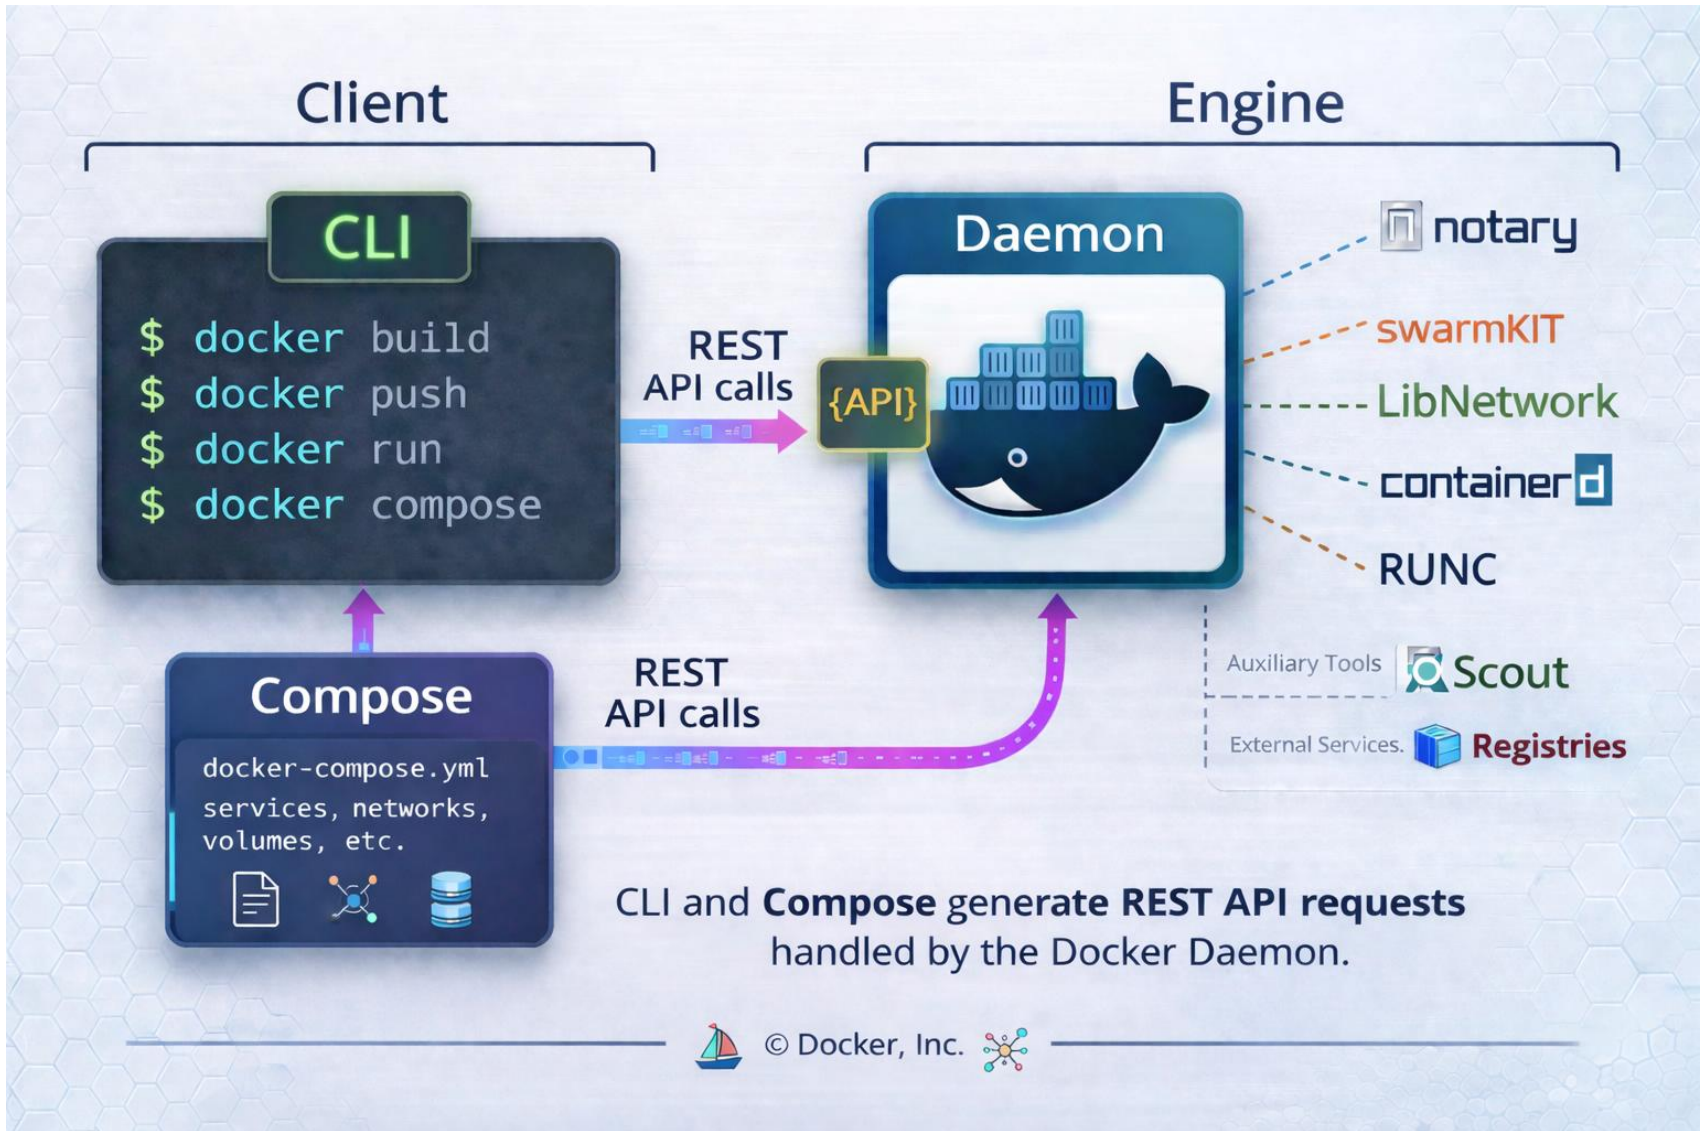 Client
Engine
CLI
$ docker build
$ docker push
$ docker run
$ docker compose
REST
API calls
{API}
Daemon
notary
swarmKIT
LibNetwork
containerd
RUNC
Auxiliary Tools
Scout
External Services.
Registries
Compose
docker-compose.yml
services, networks,
volumes, etc.
REST
API calls
CLI and Compose generate REST API requests
handled by the Docker Daemon.
© Docker, Inc.